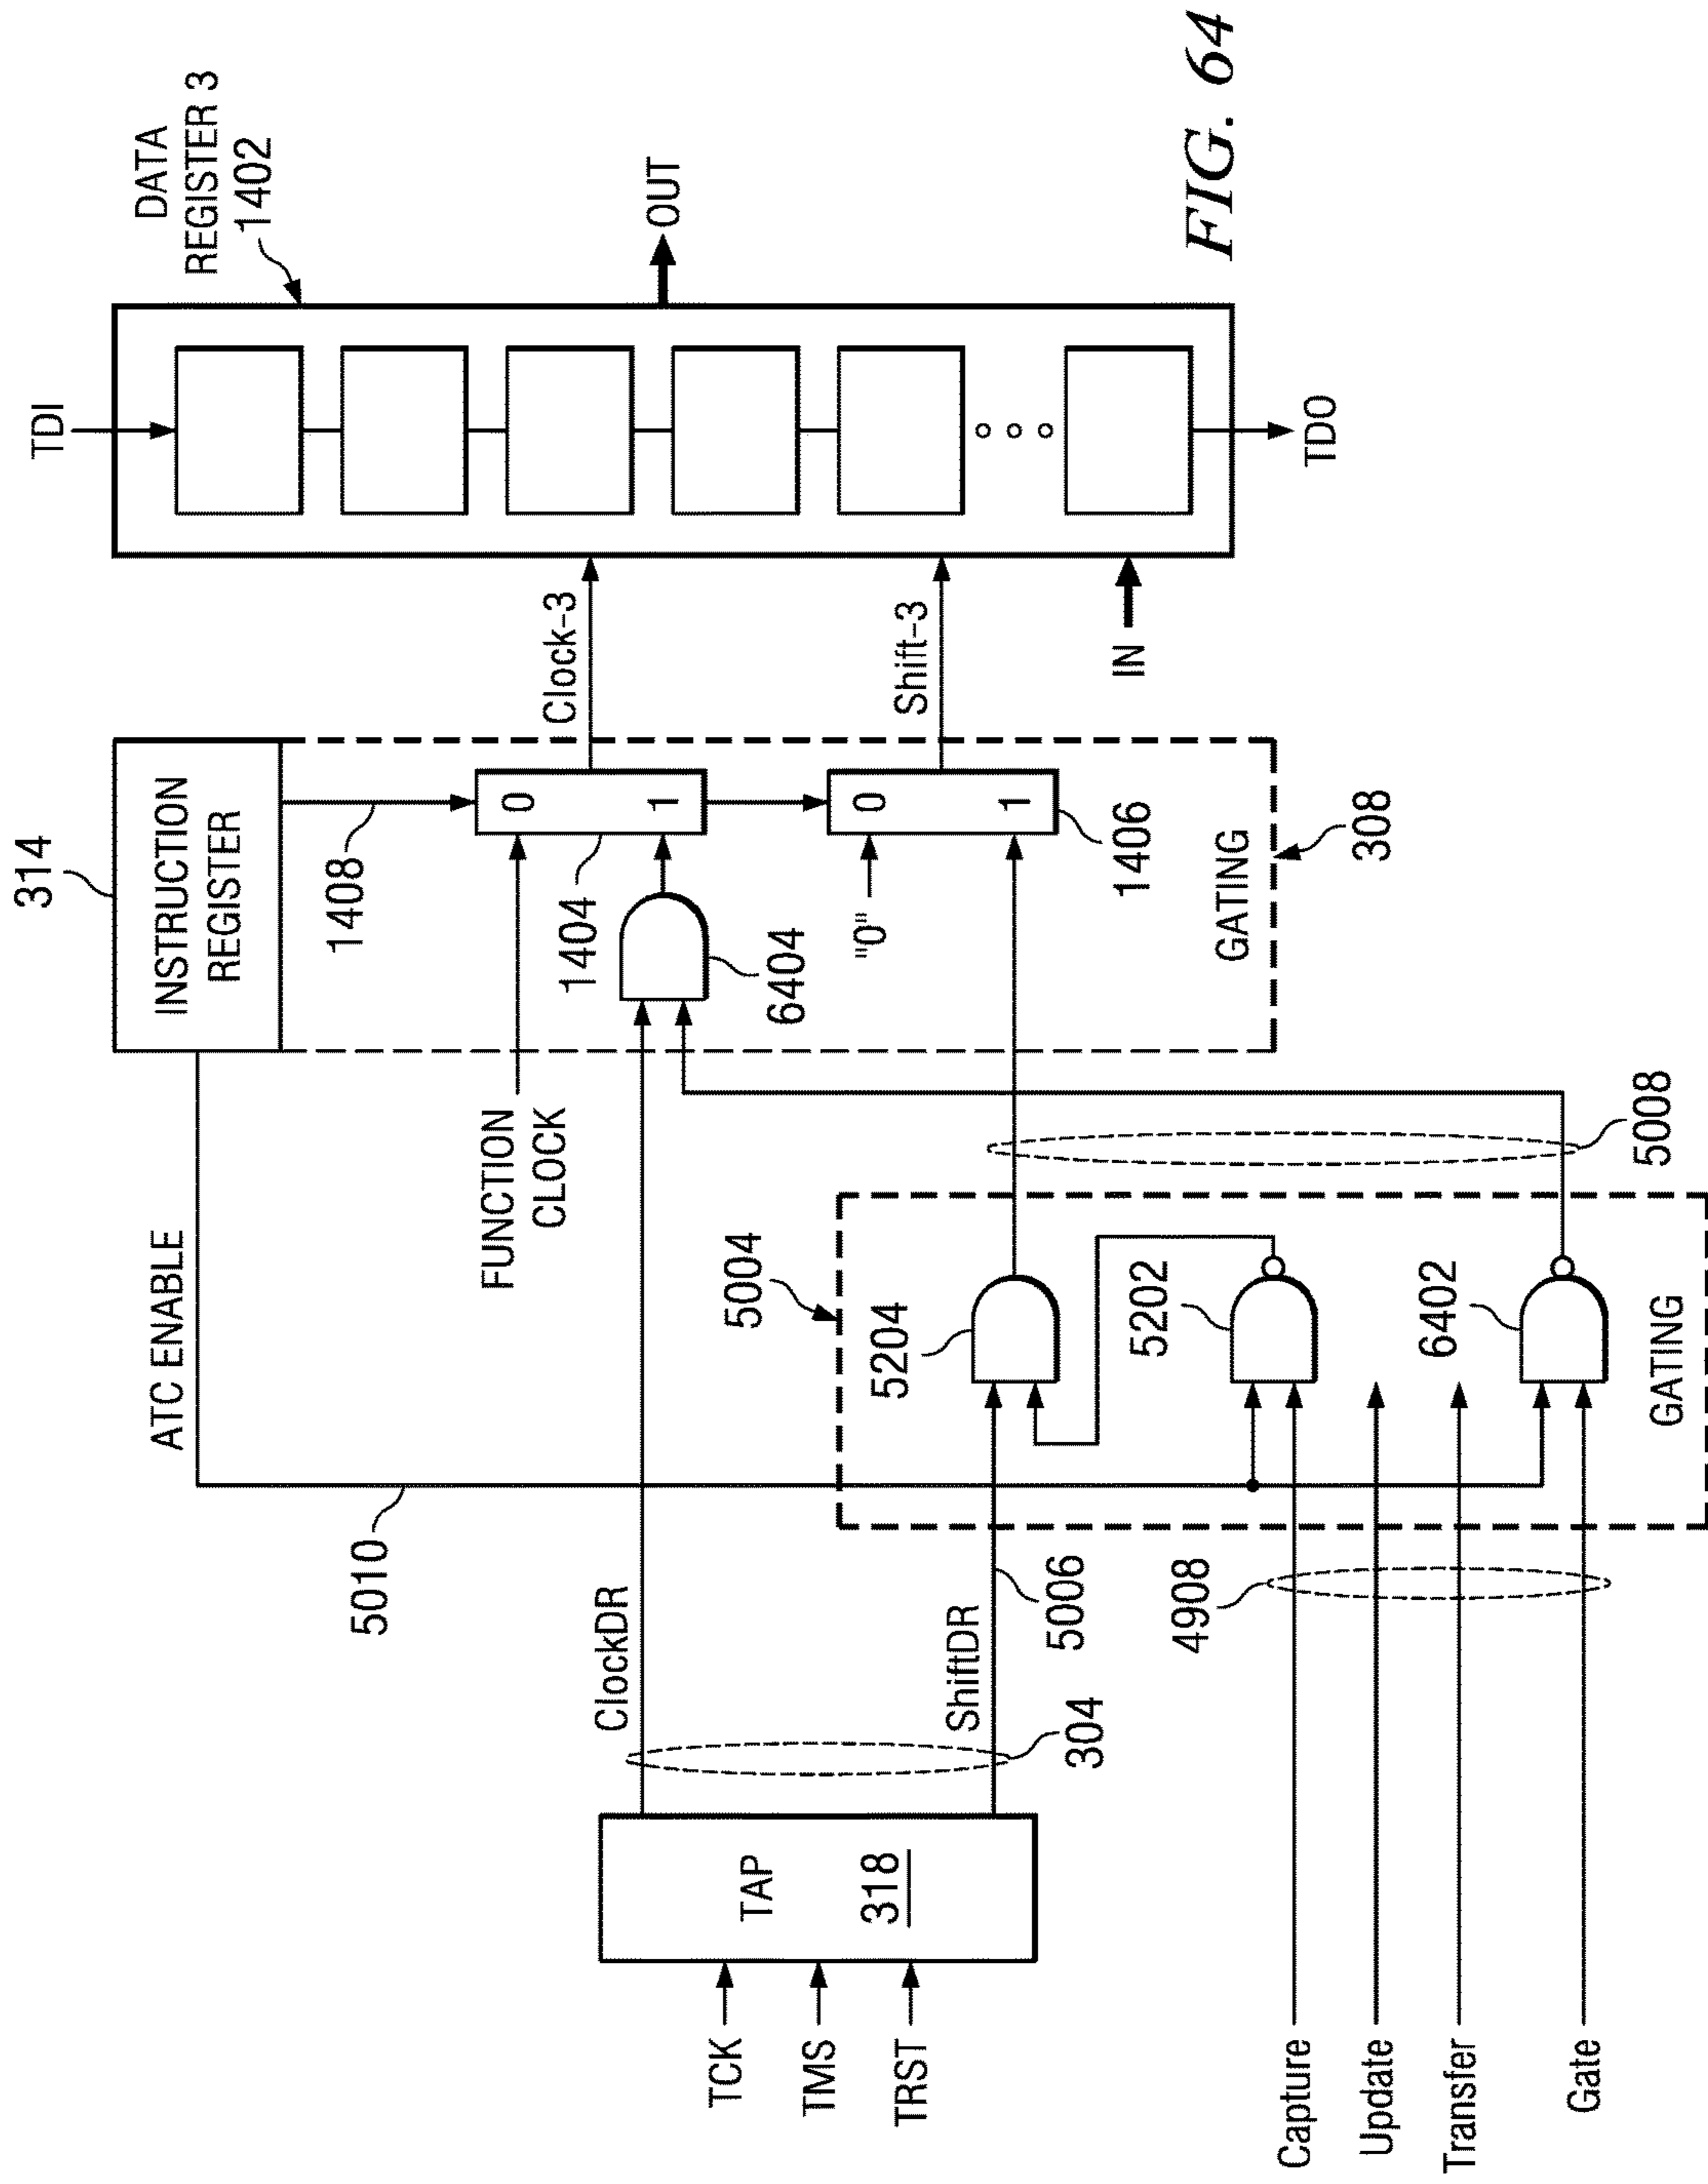 314
INSTRUCTION
REGISTER
DATA
REGISTER 3
1402
TDI
ATC ENABLE
5010
1408
FUNCTION
CLOCK
0
1
1404
6404
Clock-3
OUT
ClockDR
TCK
TMS
TRST
TAP
318
ShiftDR
304
5006
5004
5204
"0"
0
1
1406
Shift-3
IN
GATING
308
TDO
FIG. 64
Capture
Update
Transfer
Gate
4908
5202
6402
GATING
5008